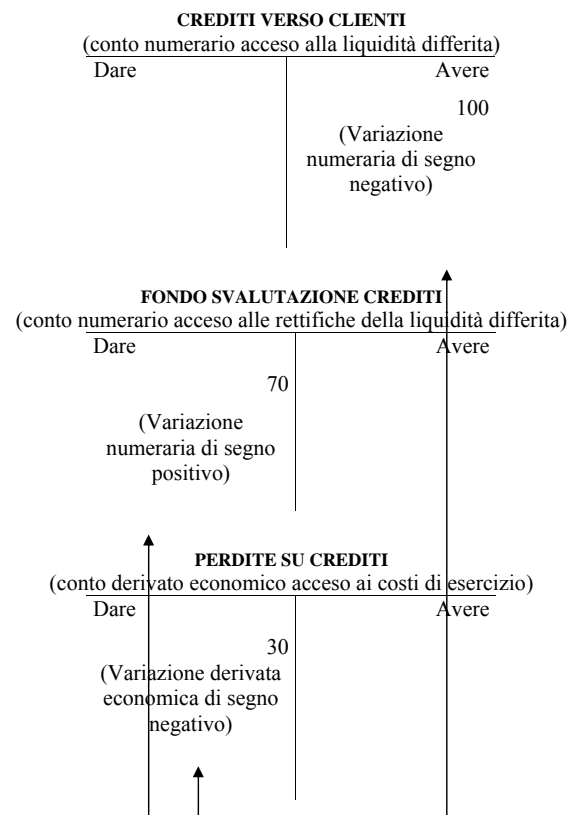 CREDITI VERSO CLIENTI
(conto numerario acceso alla liquidità differita)
Dare Avere
100
(Variazione
numeraria di segno
negativo)
FONDO SVALUTAZIONE CREDITI
(conto numerario acceso alle rettifiche della liquidità differita)
Dare Avere
70
(Variazione
numeraria di segno
positivo)
PERDITE SU CREDITI
(conto derivato economico acceso ai costi di esercizio)
Dare Avere
30
(Variazione derivata
economica di segno
negativo)